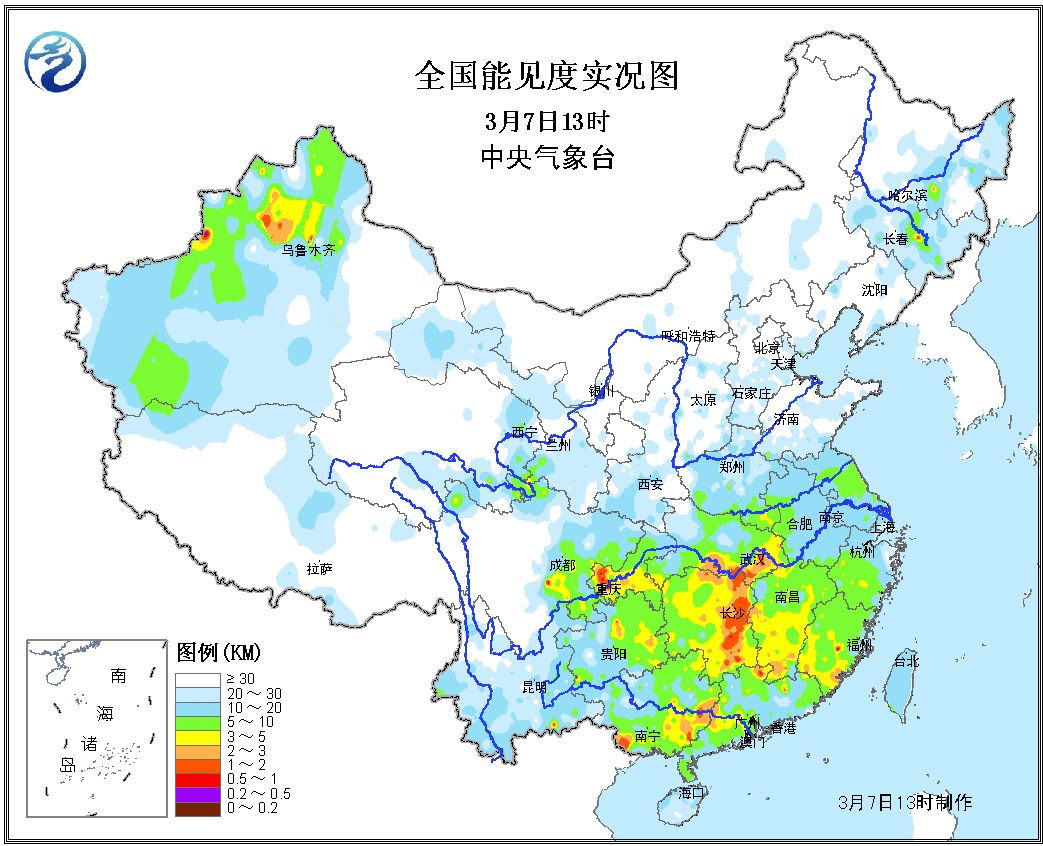 全国能见度实况图
3月7日13时
中央气象台
哈尔滨
长春
乌鲁木齐
沈阳
呼和浩特
北京
天津
银川
太原
石家庄
济南
西宁
兰州
郑州
西安
合肥
南京
上海
杭州
武汉
成都
重庆
拉萨
南昌
长沙
贵阳
福州
台北
昆明
广州
香港
澳门
南宁
海口
南
海
诸
岛
图例(KM)
≥30
20～30
10～20
5～10
3～5
2～3
1～2
0.5～1
0.2～0.5
0～0.2
3月7日13时制作